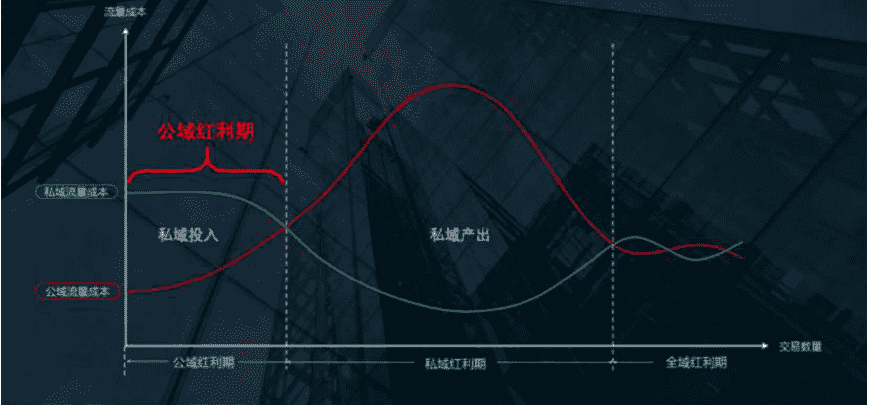 流量成本
公域红利期
私域流量成本
私域投入
私域产出
公域流量成本
交易数量
公域红利期
私域红利期
全域红利期